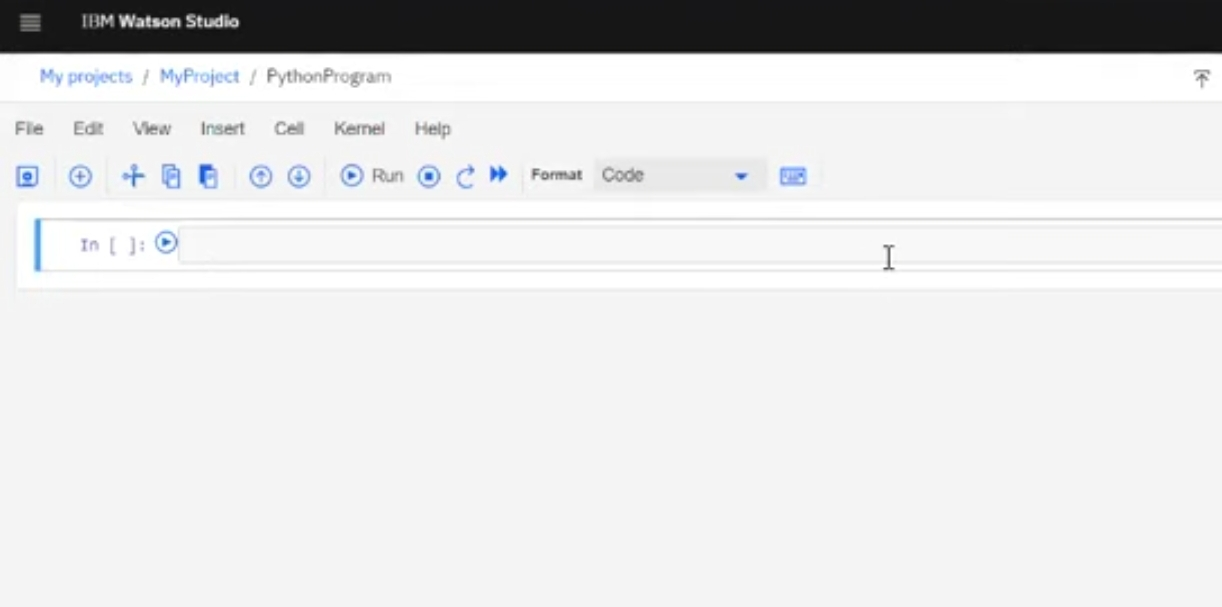 IBM Watson Studio
My projects / MyProject / PythonProgram
File Edit View Insert Cell Kernel Help
Run Format Code
In [ ]: